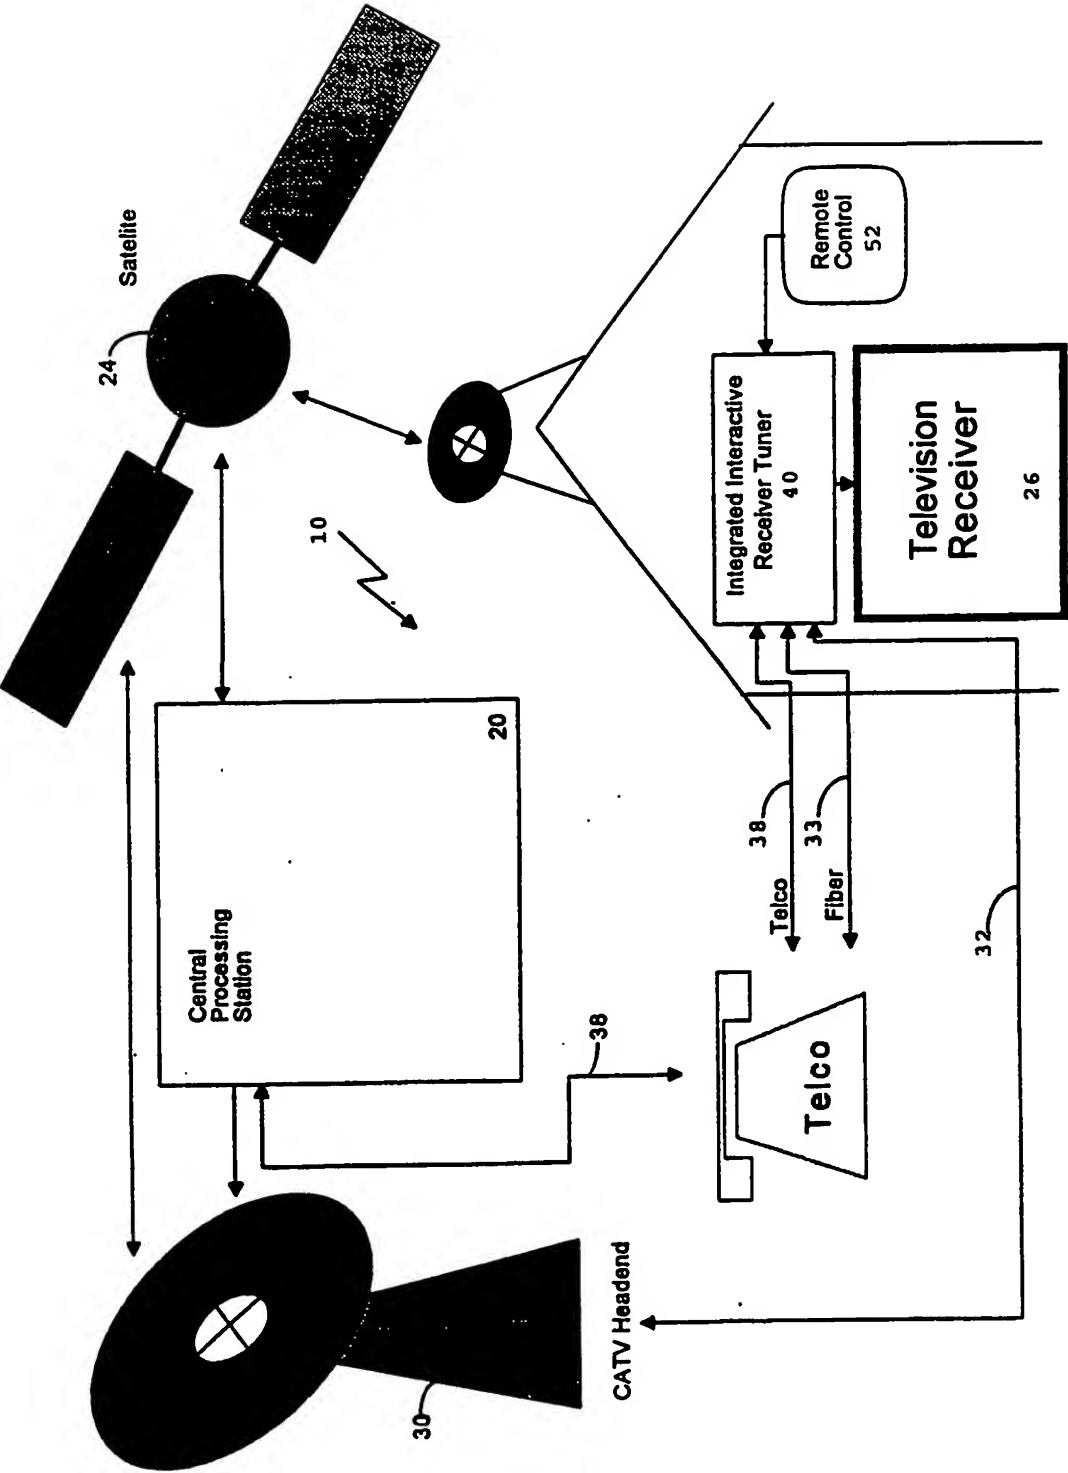 Satelite
24
10
Central
Processing
Station
20
30
CATV Headend
38
Telco
Telco
38
Fiber
33
32
Integrated Interactive
Receiver Tuner
40
Remote
Control
52
Television
Receiver
26